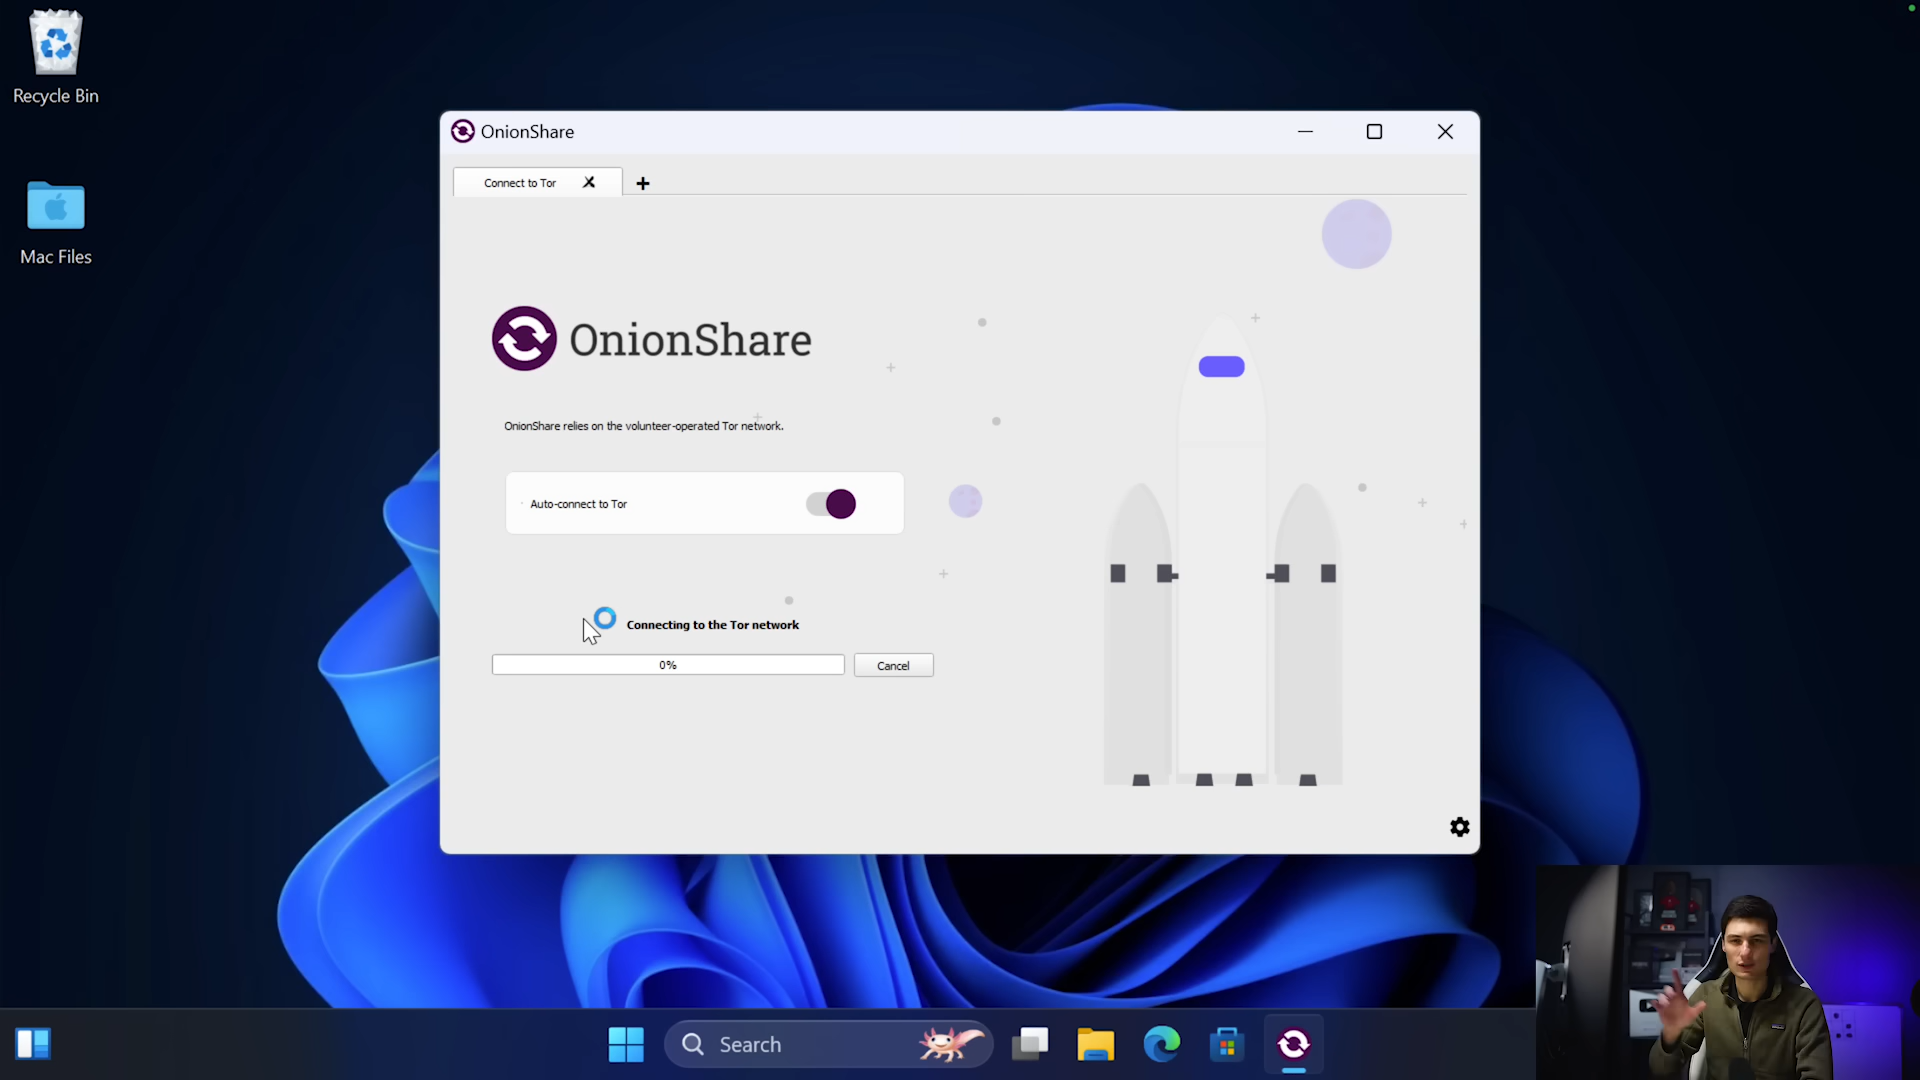 Recycle Bin
Mac Files
OnionShare
Connect to Tor
OnionShare
OnionShare relies on the volunteer-operated Tor network.
Auto-connect to Tor
Connecting to the Tor network
0%
Cancel
Search